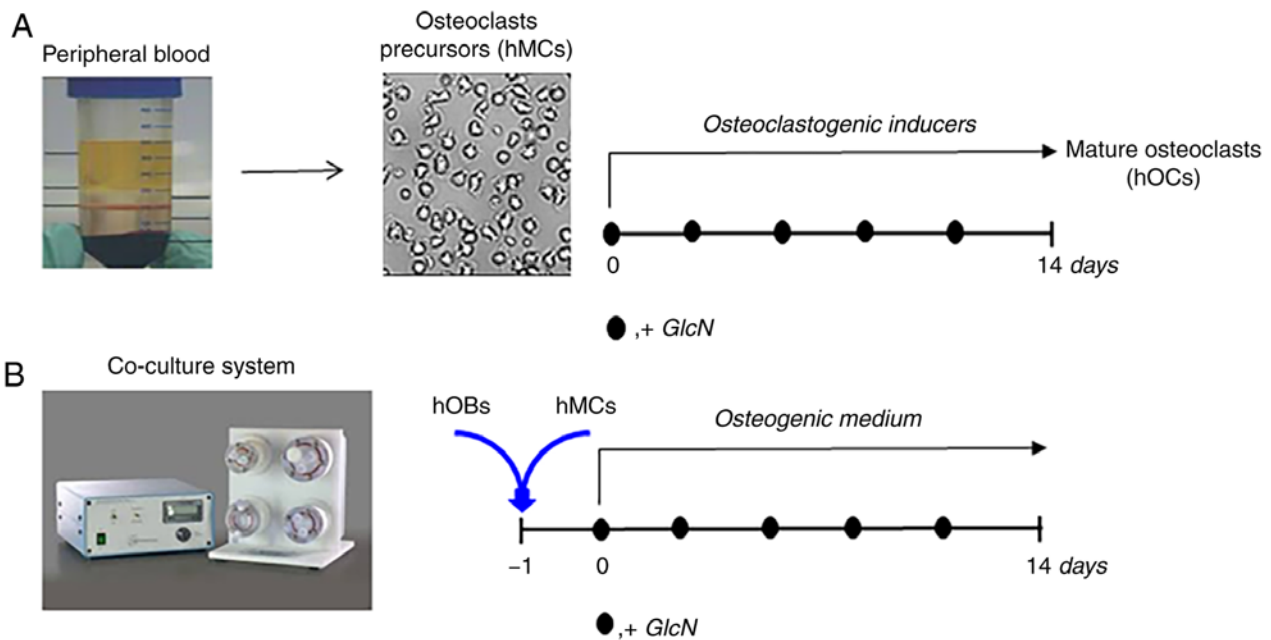 A
Peripheral blood
Osteoclasts
precursors (hMCs)
Osteoclastogenic inducers
Mature osteoclasts
(hOCs)
0
14 days
,+ GlcN
B
Co-culture system
hOBs
hMCs
Osteogenic medium
−1
0
14 days
,+ GlcN